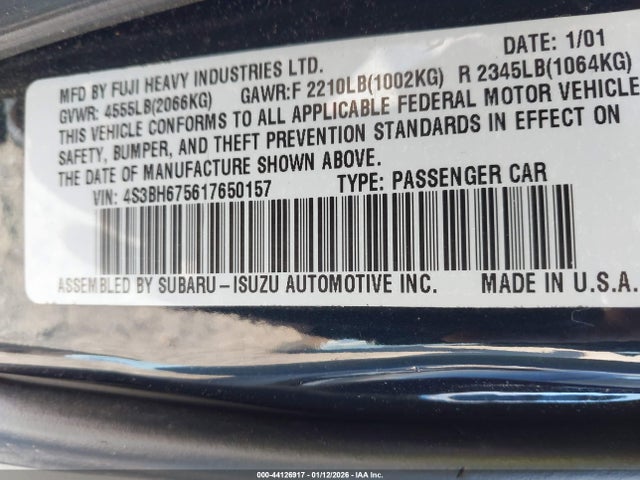 DATE: 1/01
MFD BY FUJI HEAVY INDUSTRIES LTD.
GVWR: 4555LB(2066KG) GAWR:F 2210LB(1002KG) R 2345LB(1064KG)
THIS VEHICLE CONFORMS TO ALL APPLICABLE FEDERAL MOTOR VEHICLE
SAFETY, BUMPER, AND THEFT PREVENTION STANDARDS IN EFFECT ON
THE DATE OF MANUFACTURE SHOWN ABOVE.
VIN: 4S3BH675617650157 TYPE: PASSENGER CAR
ASSEMBLED BY SUBARU-ISUZU AUTOMOTIVE INC. MADE IN U.S.A.
000-44126917 - 01/12/2026 - IAA Inc.